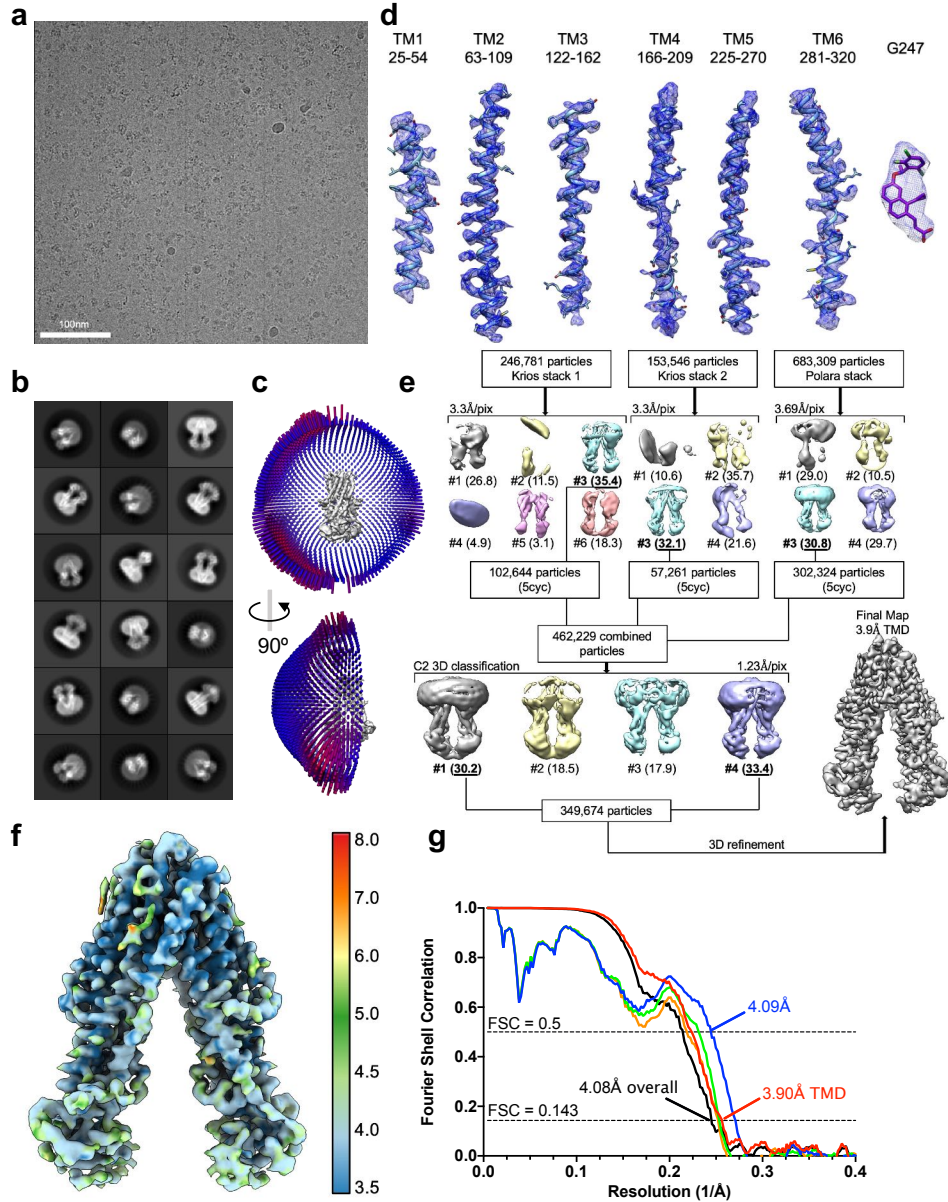 a
100nm
d
TM1
25-54
TM2
63-109
TM3
122-162
TM4
166-209
TM5
225-270
TM6
281-320
G247
b
c
90º
e
246,781 particles
Krios stack 1
153,546 particles
Krios stack 2
683,309 particles
Polara stack
3.3Å/pix
3.3Å/pix
3.69Å/pix
#1 (26.8)
#2 (11.5)
#3 (35.4)
#1 (10.6)
#2 (35.7)
#1 (29.0)
#2 (10.5)
#4 (4.9)
#5 (3.1)
#6 (18.3)
#3 (32.1)
#4 (21.6)
#3 (30.8)
#4 (29.7)
102,644 particles
(5cyc)
57,261 particles
(5cyc)
302,324 particles
(5cyc)
462,229 combined
particles
Final Map
3.9Å TMD
C2 3D classification
1.23Å/pix
#1 (30.2)
#2 (18.5)
#3 (17.9)
#4 (33.4)
349,674 particles
3D refinement
f
8.0
7.0
6.0
5.0
4.5
4.0
3.5
g
Fourier Shell Correlation
1.0
0.8
0.6
0.4
0.2
0.0
FSC = 0.5
FSC = 0.143
4.09Å
4.08Å overall
3.90Å TMD
0.0
0.1
0.2
0.3
0.4
Resolution (1/Å)